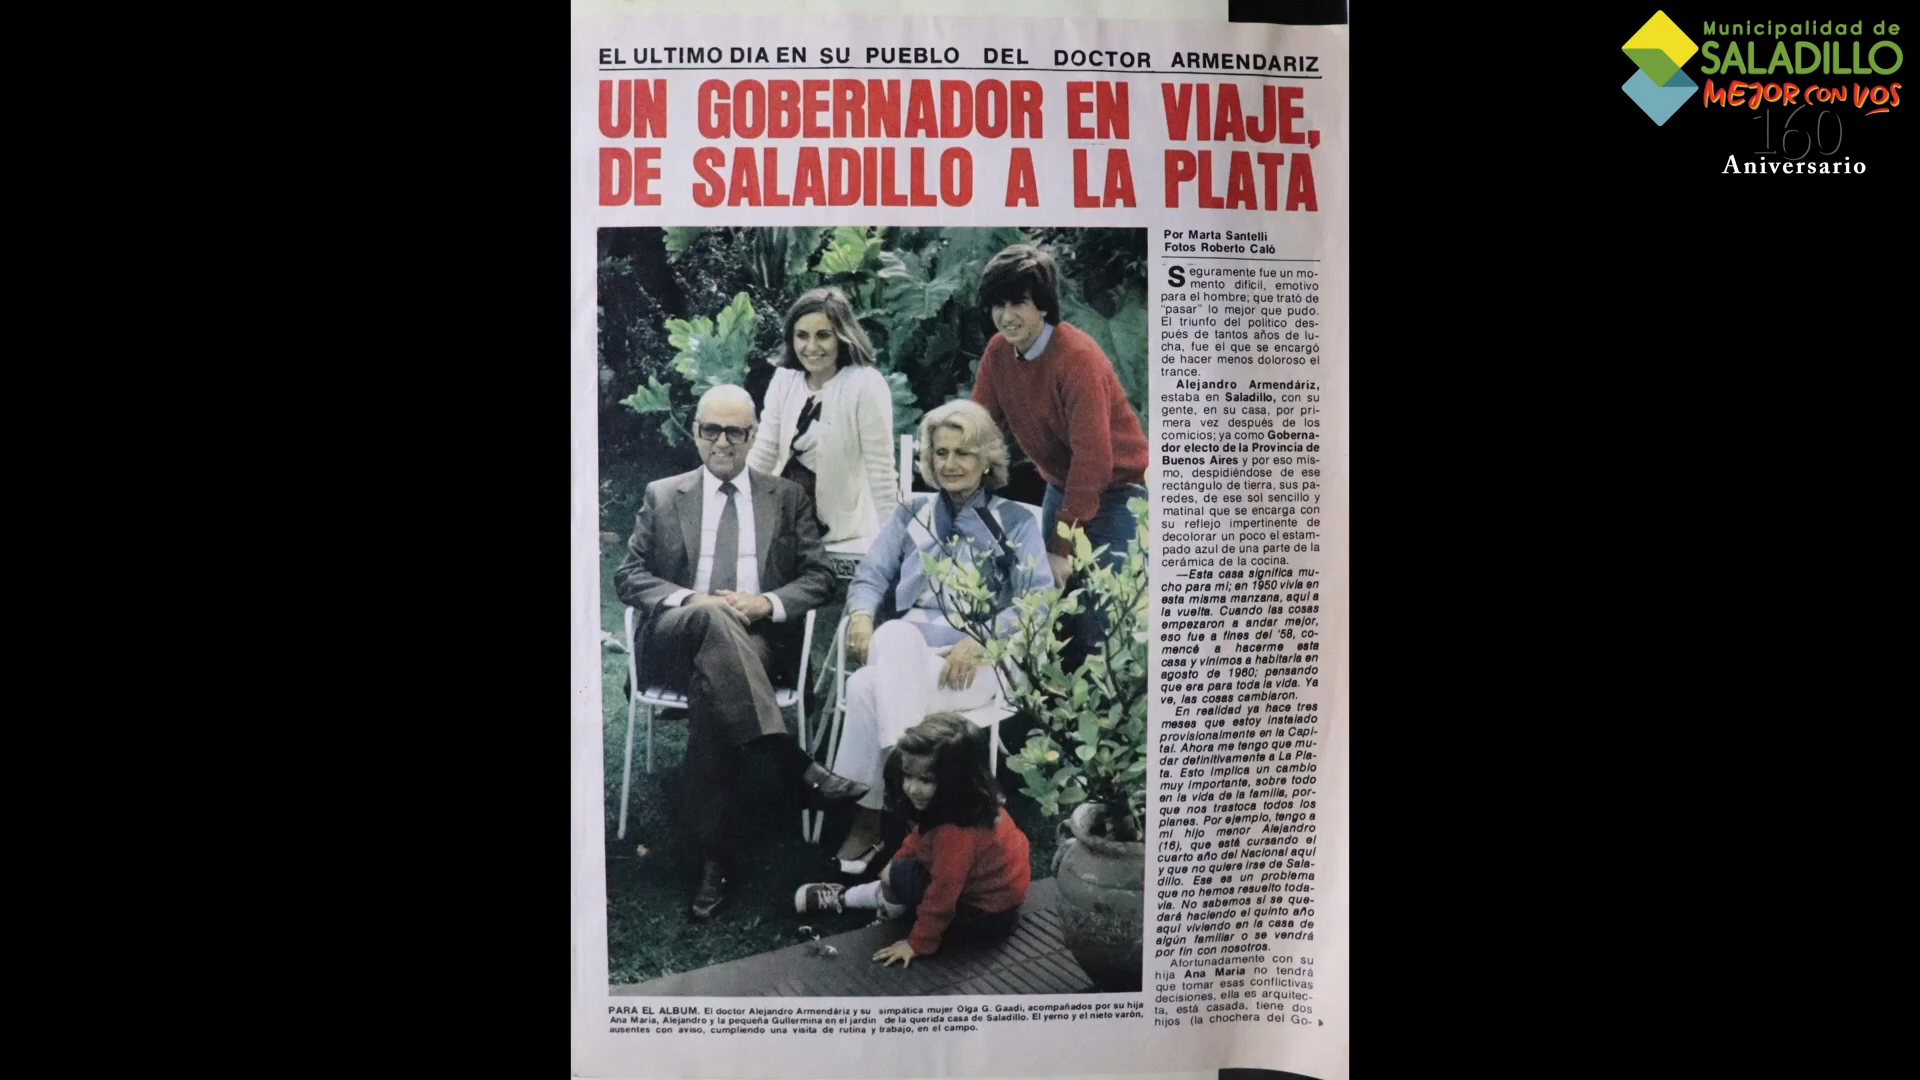 EL ULTIMO DIA EN SU PUEBLO DEL DOCTOR ARMENDARIZ
UN GOBERNADOR EN VIAJE,
DE SALADILLO A LA PLATA
Por Marta Santelli
Fotos Roberto Caló
Seguramente fue un mo-
mento difícil, emotivo
para el hombre; que trató de
"pasar" lo mejor que pudo.
El triunfo del político des-
pués de tantos años de lu-
cha, fue el que se encargó
de hacer menos doloroso el
trance.
Alejandro Armendáriz,
estaba en Saladillo, con su
gente, en su casa, por pri-
mera vez después de los
comicios; ya como Goberna-
dor electo de la Provincia de
Buenos Aires y por eso mis-
mo, despidiéndose de ese
rectángulo de tierra, sus pa-
redes, de ese sol sencillo y
matinal que se encarga con
su reflejo impertinente de
decolorar un poco el estam-
pado azul de una parte de la
cerámica de la cocina.
—Esta casa significa mu-
cho para mí; en 1950 vivía en
esta misma manzana, aquí a
la vuelta. Cuando las cosas
empezaron a andar mejor,
eso fue a fines del '58, co-
mencé a hacerme esta
casa y vinimos a habitarla en
agosto de 1960; pensando
que era para toda la vida. Ya
ve, las cosas cambiaron.
En realidad ya hace tres
meses que estoy instalado
provisionalmente en la Capi-
tal. Ahora me tengo que mu-
dar definitivamente a La Pla-
ta. Esto implica un cambio
muy importante, sobre todo
en la vida de la familia, por-
que nos trastoca todos los
planes. Por ejemplo, tengo a
mi hijo menor Alejandro
(16), que está cursando el
cuarto año del Nacional aquí
y que no quiere irse de Sala-
dillo. Ese es un problema
que no hemos resuelto toda-
vía. No sabemos si se que-
dará haciendo el quinto año
aquí viviendo en la casa de
algún familiar o se vendrá
por fin con nosotros.
Afortunadamente con su
hija Ana María no tendrá
que tomar esas conflictivas
decisiones, ella es arquitec-
ta, está casada, tiene dos
hijos (la chochera del Go-
PARA EL ALBUM. El doctor Alejandro Armendáriz y su simpática mujer Olga G. Gaadi, acompañados por su hija
Ana María, Alejandro y la pequeña Guillermina en el jardín de la querida casa de Saladillo. El yerno y el nieto varón,
ausentes con aviso, cumpliendo una visita de rutina y trabajo, en el campo.
Municipalidad de
SALADILLO
MEJOR CON VOS
160
Aniversario